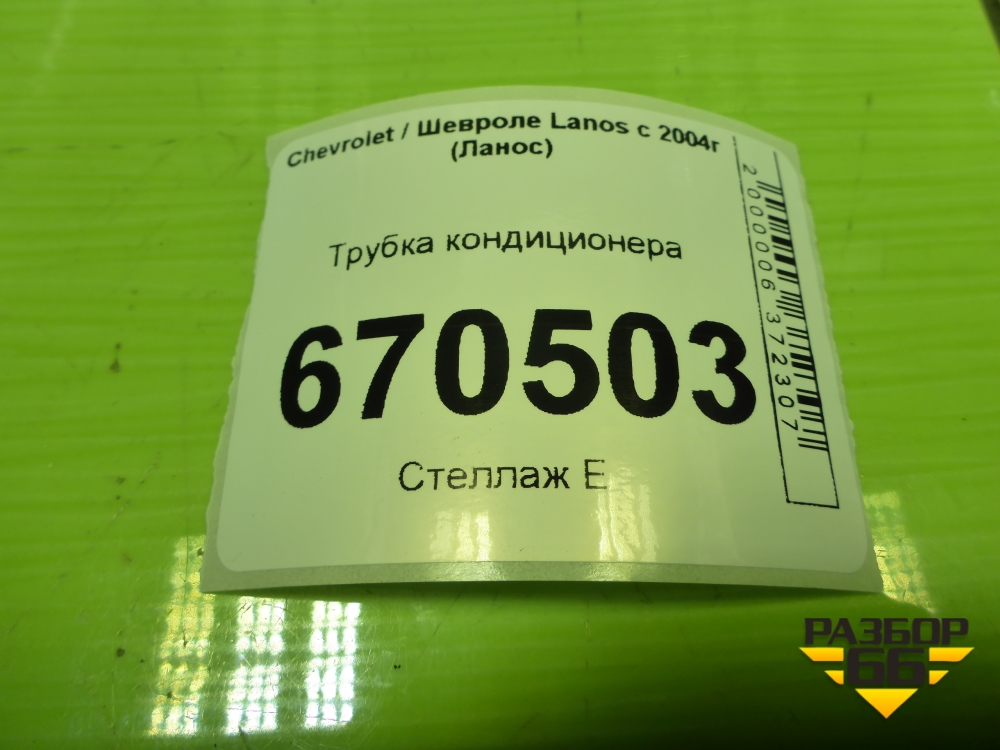 Chevrolet / Шевроле Lanos с 2004г
(Ланос)
Трубка кондиционера
670503
Стеллаж Е
2000006372307
РАЗБОР
66